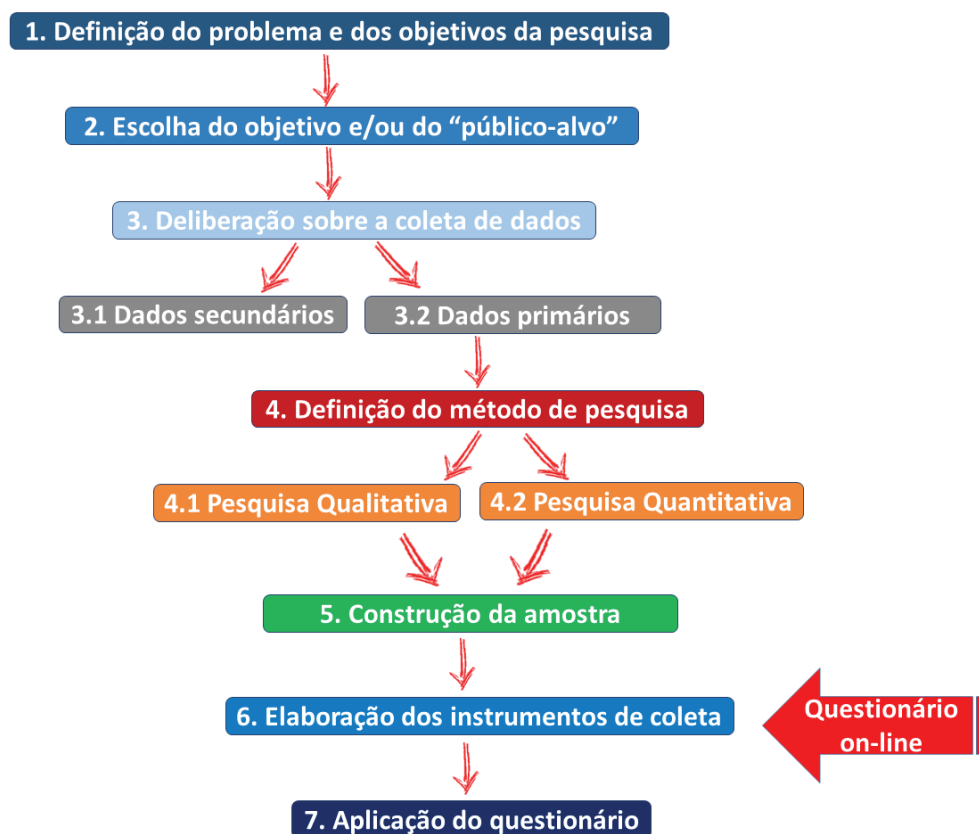 1. Definição do problema e dos objetivos da pesquisa
2. Escolha do objetivo e/ou do “público-alvo”
3. Deliberação sobre a coleta de dados
3.1 Dados secundários
3.2 Dados primários
4. Definição do método de pesquisa
4.1 Pesquisa Qualitativa
4.2 Pesquisa Quantitativa
5. Construção da amostra
6. Elaboração dos instrumentos de coleta
Questionário
on-line
7. Aplicação do questionário